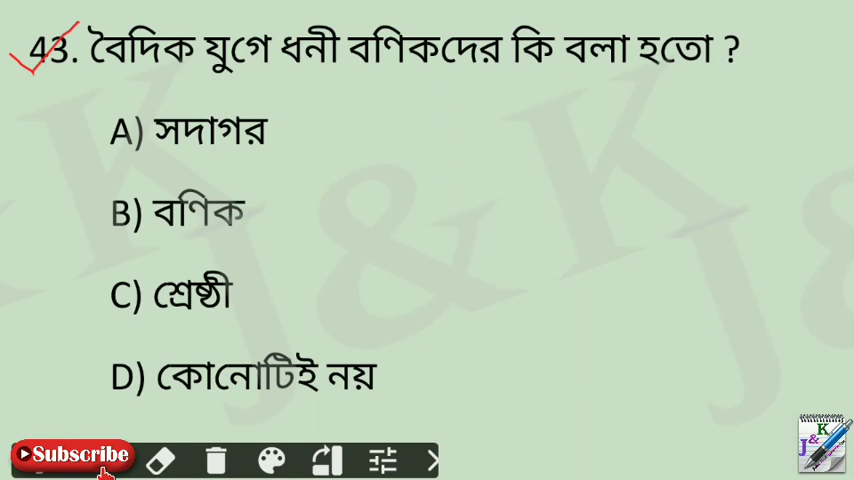 43. বৈদিক যুগে ধনী বণিকদের কি বলা হতো ?
A) সদাগর
B) বণিক
C) শ্রেষ্ঠী
D) কোনোটিই নয়
J&K
Subscribe
J&K